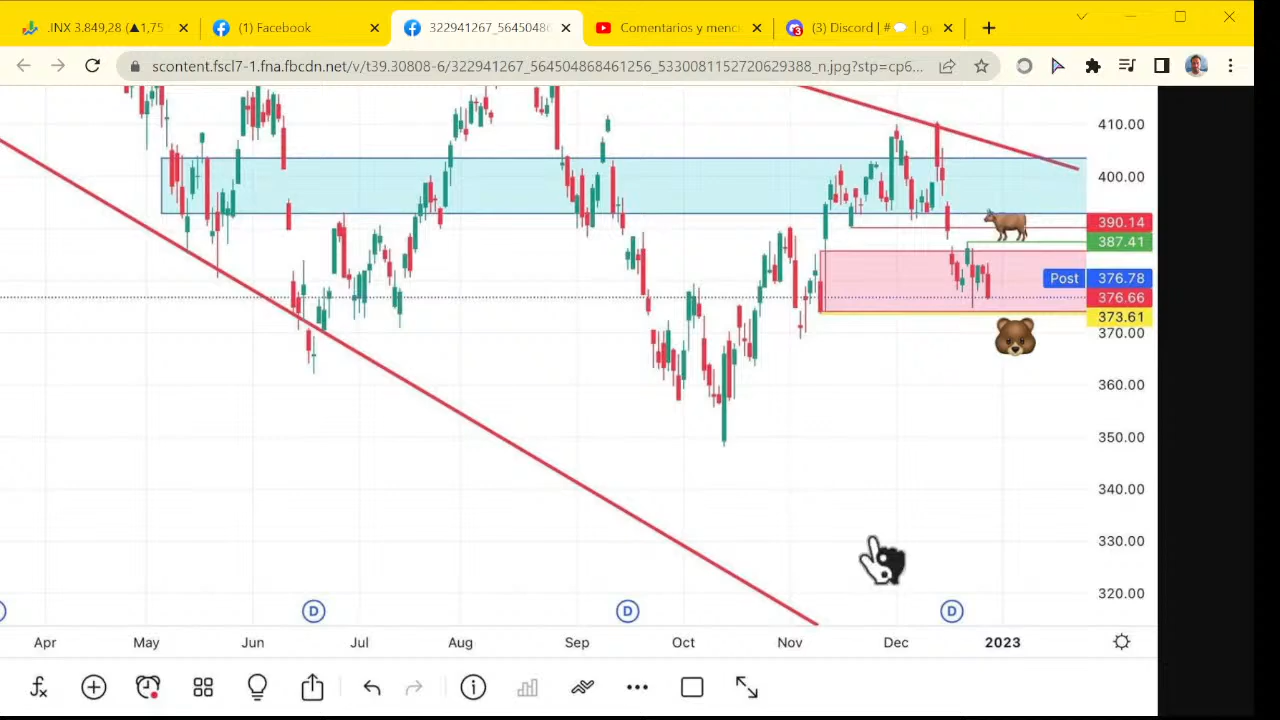 .INX 3.849,28 (▲1,75
(1) Facebook
322941267_5645048
Comentarios y menci
(3) Discord | #💬 | g
scontent.fscl7-1.fna.fbcdn.net/v/t39.30808-6/322941267_564504868461256_5330081152720629388_n.jpg?stp=cp6...
410.00
400.00
390.14
387.41
Post 376.78
376.66
373.61
370.00
360.00
350.00
340.00
330.00
320.00
D
D
D
Apr May Jun Jul Aug Sep Oct Nov Dec 2023